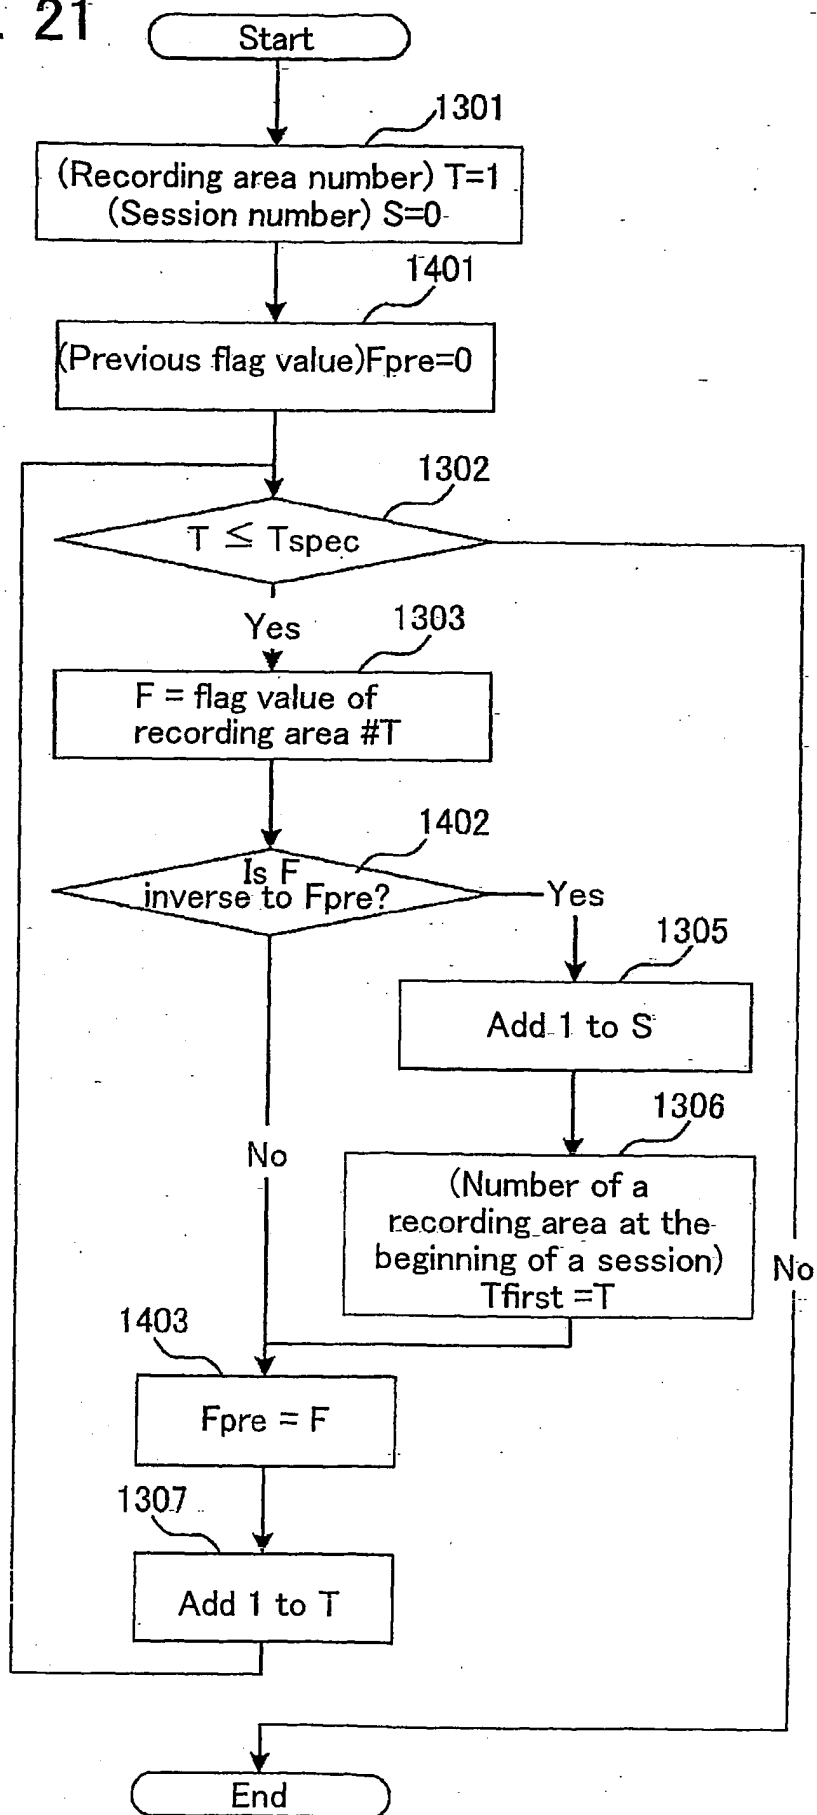 . 21
Start
1301
(Recording area number) T=1
(Session number) S=0
1401
(Previous flag value)Fpre=0
1302
T ≤ Tspec
Yes
1303
F = flag value of
recording area #T
1402
Is F
inverse to Fpre?
Yes
1305
Add 1 to S
1306
No
(Number of a
recording area at the
beginning of a session)
Tfirst =T
No
1403
Fpre = F
1307
Add 1 to T
End